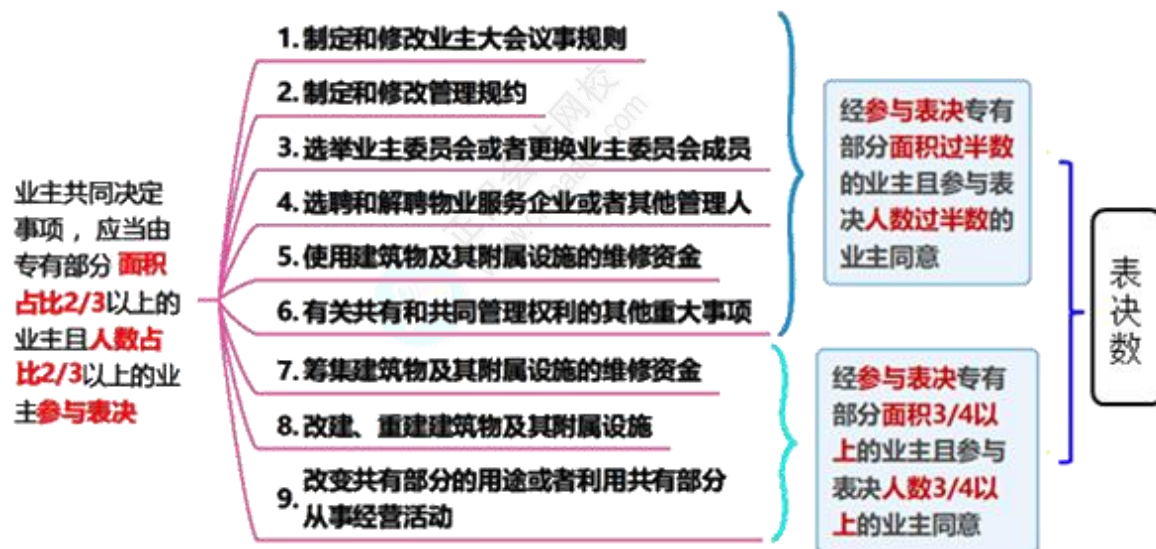 业主共同决定
事项，应当由
专有部分 面积
占比2/3以上的
业主且人数占
比2/3以上的业
主参与表决
1. 制定和修改业主大会议事规则
2. 制定和修改管理规约
3. 选举业主委员会或者更换业主委员会成员
4. 选聘和解聘物业服务企业或者其他管理人
5. 使用建筑物及其附属设施的维修资金
6. 有关共有和共同管理权利的其他重大事项
7. 筹集建筑物及其附属设施的维修资金
8. 改建、重建建筑物及其附属设施
9. 改变共有部分的用途或者利用共有部分
从事经营活动
经参与表决专有
部分面积过半数
的业主且参与表
决人数过半数的
业主同意
经参与表决专有
部分面积3/4以
上的业主且参与
表决人数3/4以
上的业主同意
表
决
数